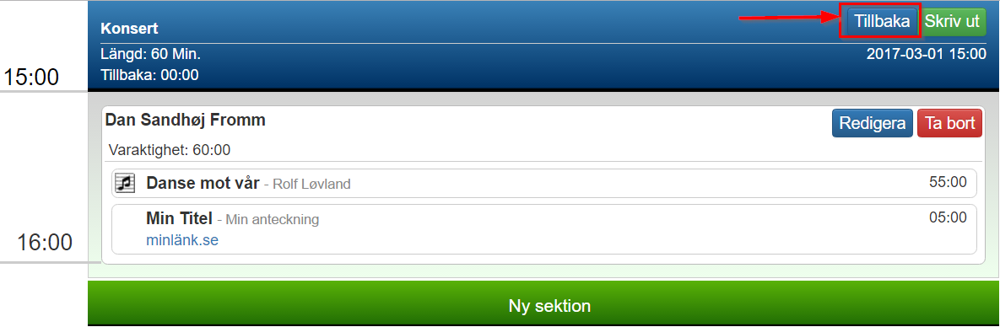 Konsert
Tillbaka Skriv ut
Längd: 60 Min.
2017-03-01 15:00
Tillbaka: 00:00
15:00
Dan Sandhøj Fromm
Redigera Ta bort
Varaktighet: 60:00
Danse mot vår - Rolf Løvland 55:00
Min Titel - Min anteckning 05:00
minlänk.se
16:00
Ny sektion